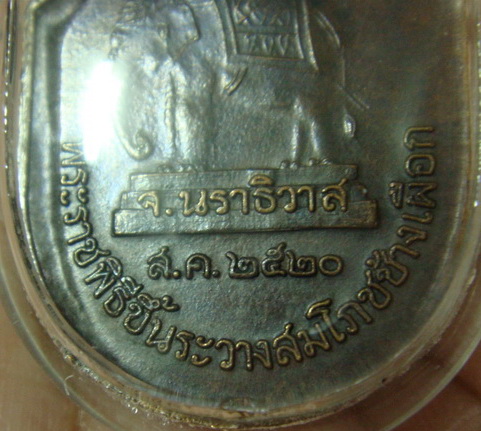 จ.นราธิวาส
ส.ค.๒๕๒๐
พระราชพิธีขึ้นระวางสมโภชช้างเผือก